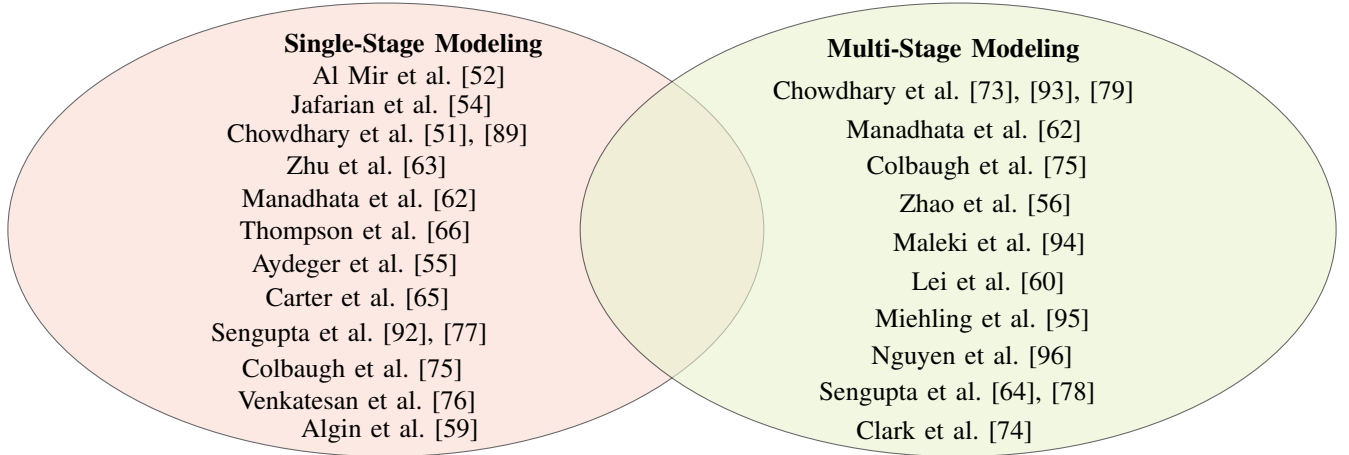 Single-Stage Modeling
Al Mir et al. [52]
Jafarian et al. [54]
Chowdhary et al. [51], [89]
Zhu et al. [63]
Manadhata et al. [62]
Thompson et al. [66]
Aydeger et al. [55]
Carter et al. [65]
Sengupta et al. [92], [77]
Colbaugh et al. [75]
Venkatesan et al. [76]
Algin et al. [59]
Multi-Stage Modeling
Chowdhary et al. [73], [93], [79]
Manadhata et al. [62]
Colbaugh et al. [75]
Zhao et al. [56]
Maleki et al. [94]
Lei et al. [60]
Miehling et al. [95]
Nguyen et al. [96]
Sengupta et al. [64], [78]
Clark et al. [74]